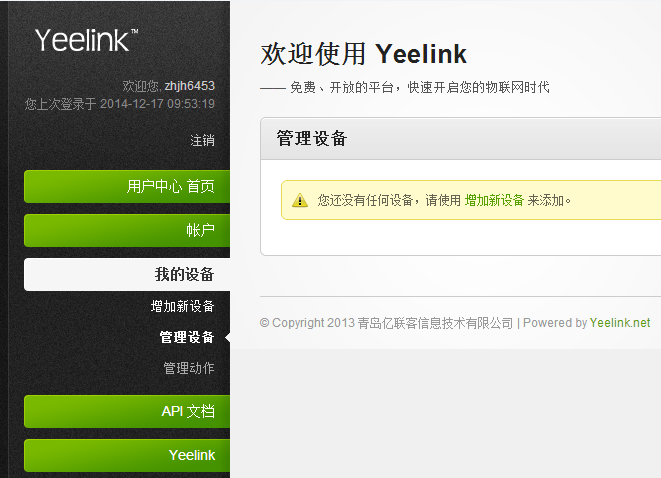 Yeelink™
欢迎您, zhjh6453
您上次登录于 2014-12-17 09:53:19
注销
用户中心 首页
帐户
我的设备
增加新设备
管理设备
管理动作
API 文档
Yeelink
欢迎使用 Yeelink
—— 免费、开放的平台，快速开启您的物联网时代
管理设备
您还没有任何设备，请使用 增加新设备 来添加。
© Copyright 2013 青岛亿联客信息技术有限公司 | Powered by Yeelink.net